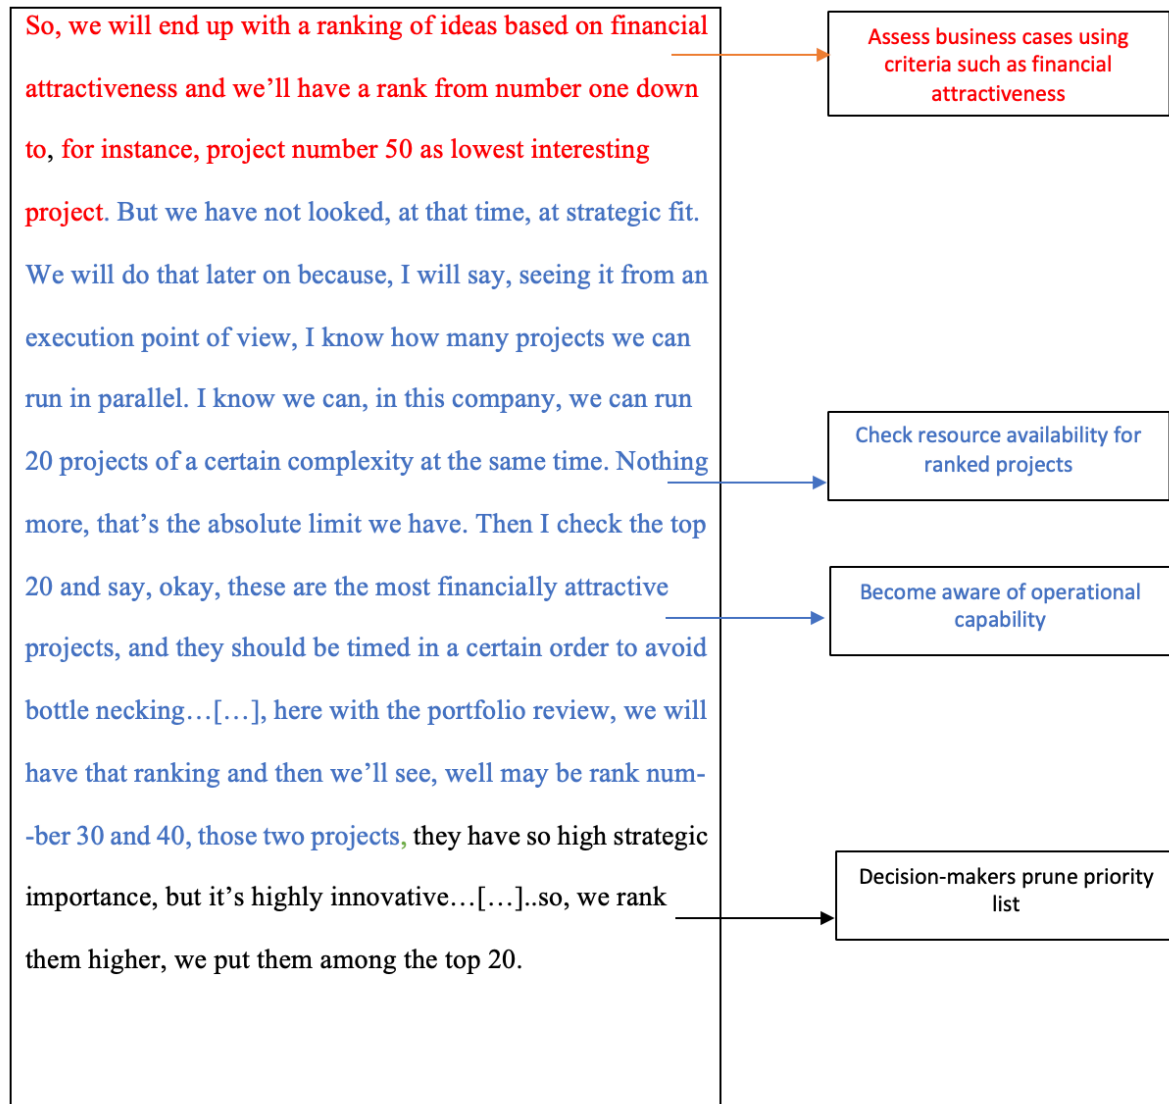 So, we will end up with a ranking of ideas based on financial
attractiveness and we’ll have a rank from number one down
to, for instance, project number 50 as lowest interesting
project. But we have not looked, at that time, at strategic fit.
We will do that later on because, I will say, seeing it from an
execution point of view, I know how many projects we can
run in parallel. I know we can, in this company, we can run
20 projects of a certain complexity at the same time. Nothing
more, that’s the absolute limit we have. Then I check the top
20 and say, okay, these are the most financially attractive
projects, and they should be timed in a certain order to avoid
bottle necking…[…], here with the portfolio review, we will
have that ranking and then we’ll see, well may be rank num-
-ber 30 and 40, those two projects, they have so high strategic
importance, but it’s highly innovative…[…]..so, we rank
them higher, we put them among the top 20.
Assess business cases using
criteria such as financial
attractiveness
Check resource availability for
ranked projects
Become aware of operational
capability
Decision-makers prune priority
list